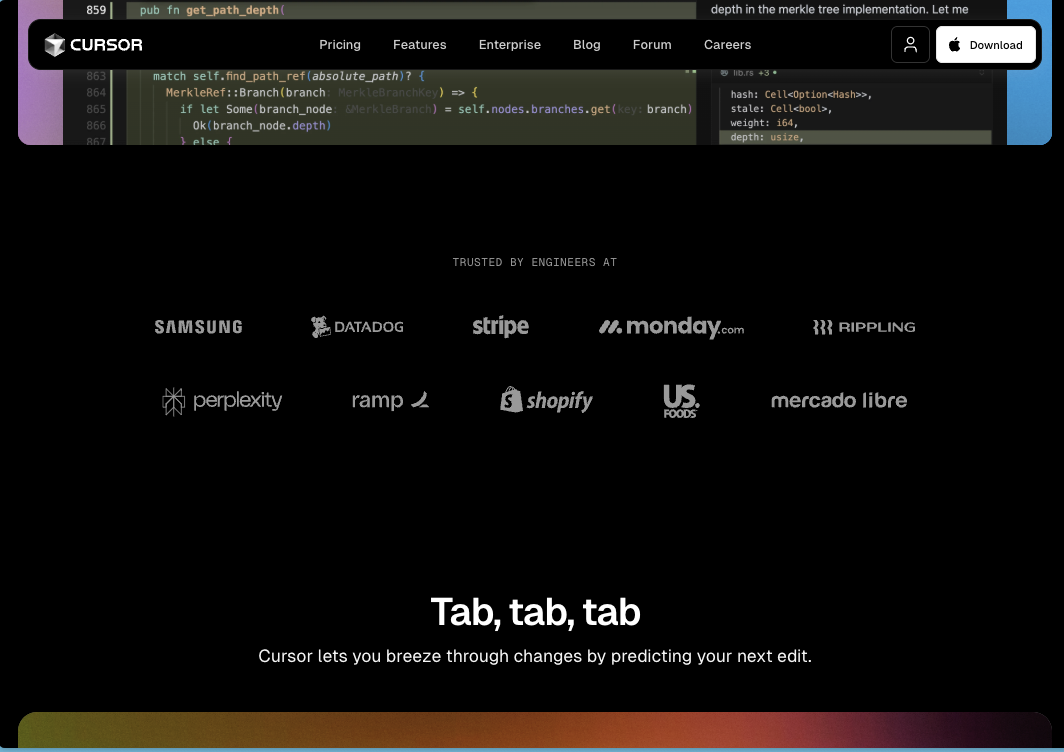 859 pub fn get_path_depth(
depth in the merkle tree implementation. Let me
CURSOR
Pricing
Features
Enterprise
Blog
Forum
Careers
Download
863 match self.find_path_ref(absolute_path)? {
lib.rs +3
864 MerkleRef::Branch(branch: MerkleBranchKey) => {
hash: Cell<Option<Hash>>,
865 if let Some(branch_node: &MerkleBranch) = self.nodes.branches.get(key: branch)
stale: Cell<bool>,
866 Ok(branch_node.depth)
weight: i64,
867 } else {
depth: usize,
TRUSTED BY ENGINEERS AT
SAMSUNG
DATADOG
stripe
monday.com
RIPPLING
perplexity
ramp
shopify
US.
FOODS
mercado libre
Tab, tab, tab
Cursor lets you breeze through changes by predicting your next edit.